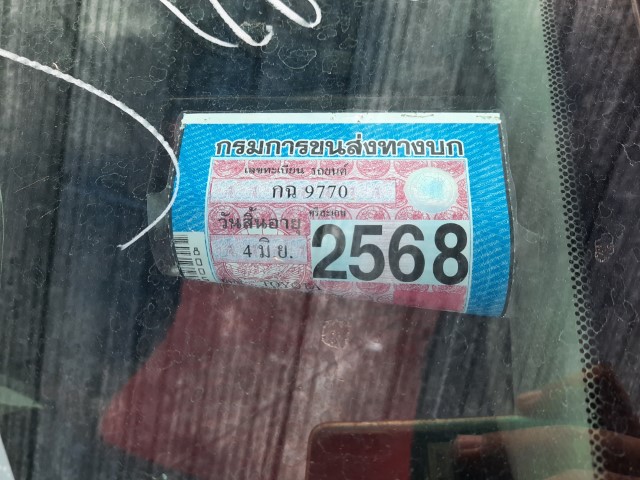 กรมการขนส่งทางบก
เลขทะเบียน รถยนต์
กฉ 9770
วันสิ้นอายุ
4 มิ ย.
2568
TOYOTA